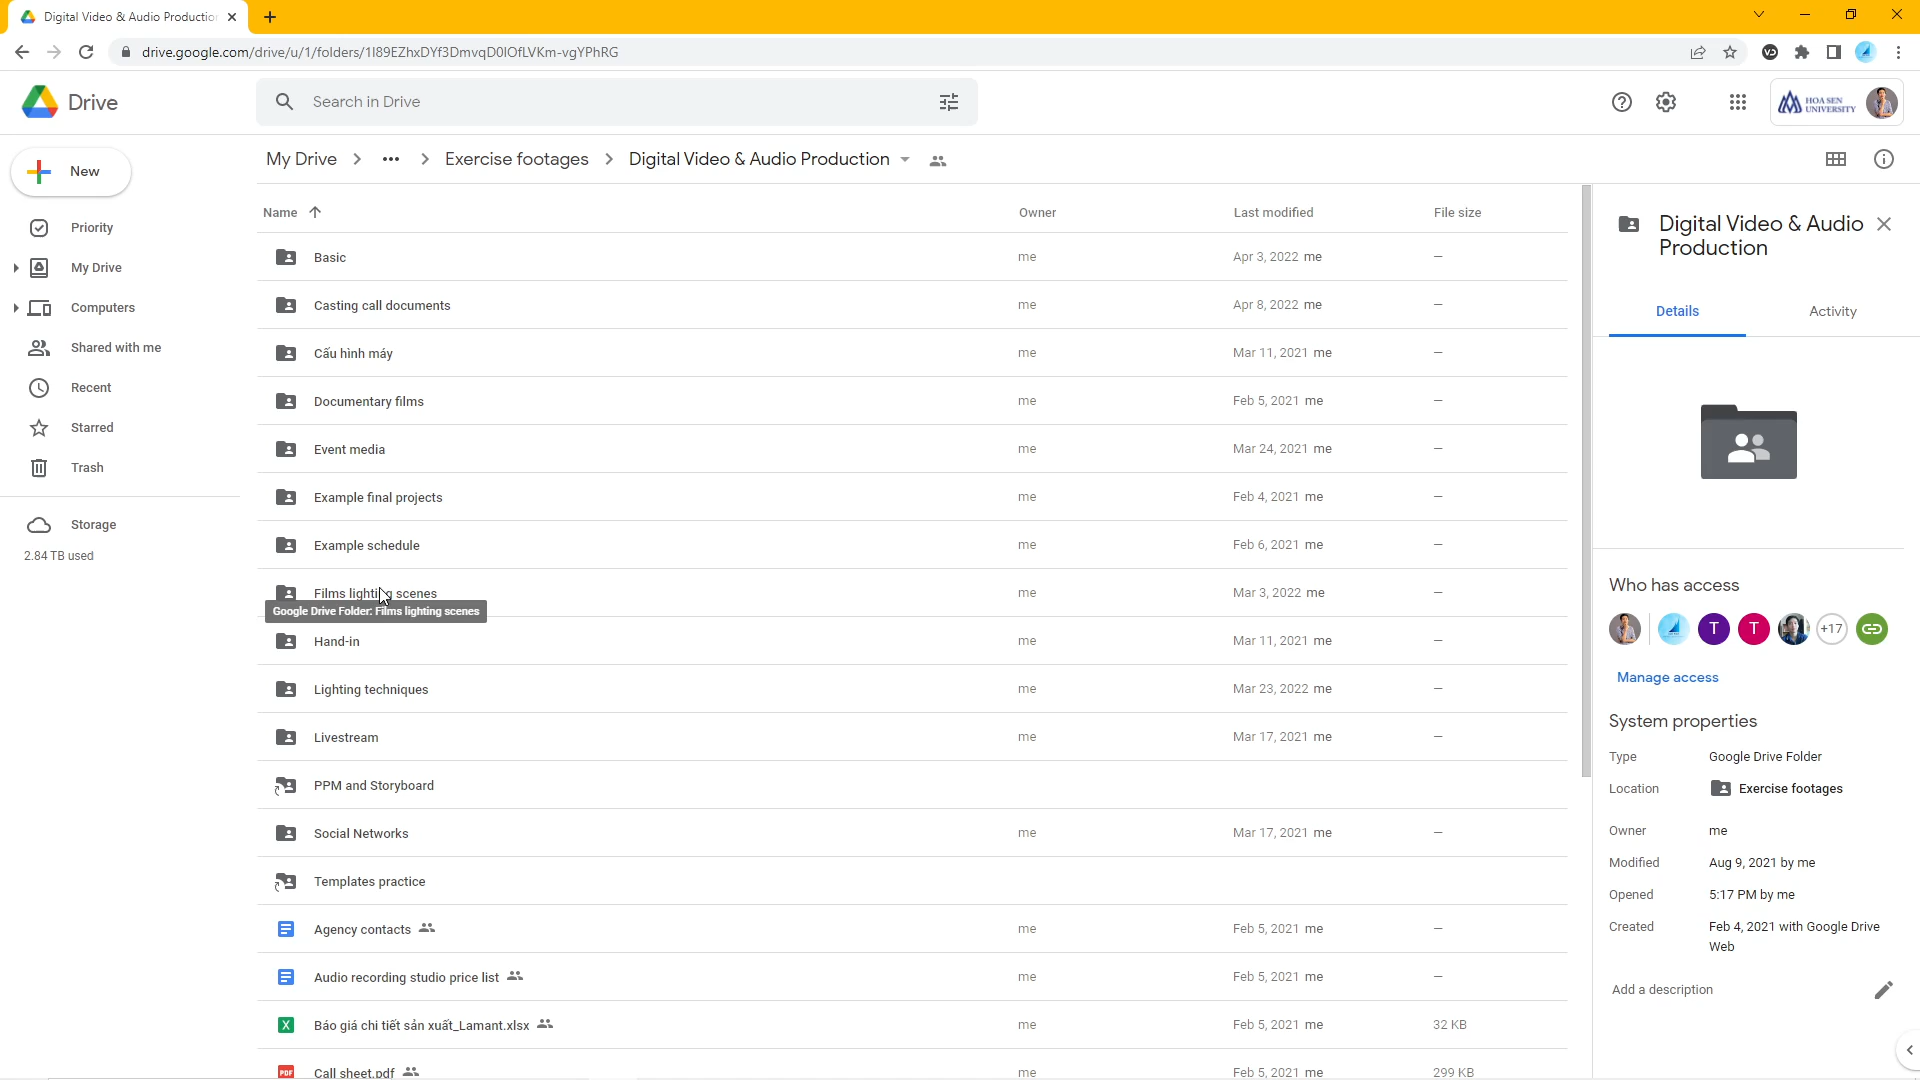 Digital Video & Audio Productio
drive.google.com/drive/u/1/folders/1I89EZhxDYf3DmvqD0IOfLVKm-vgYPhRG
Drive
Search in Drive
HOA SEN
UNIVERSITY
New
My Drive
Exercise footages
Digital Video & Audio Production
Priority
My Drive
Computers
Shared with me
Recent
Starred
Trash
Storage
2.84 TB used
Name Owner Last modified File size
Basic me Apr 3, 2022 me –
Casting call documents me Apr 8, 2022 me –
Cấu hình máy me Mar 11, 2021 me –
Documentary films me Feb 5, 2021 me –
Event media me Mar 24, 2021 me –
Example final projects me Feb 4, 2021 me –
Example schedule me Feb 6, 2021 me –
Films lighting scenes me Mar 3, 2022 me –
Google Drive Folder: Films lighting scenes
Hand-in me Mar 11, 2021 me –
Lighting techniques me Mar 23, 2022 me –
Livestream me Mar 17, 2021 me –
PPM and Storyboard
Social Networks me Mar 17, 2021 me –
Templates practice
Agency contacts me Feb 5, 2021 me –
Audio recording studio price list me Feb 5, 2021 me –
X Báo giá chi tiết sản xuất_Lamant.xlsx me Feb 5, 2021 me 32 KB
PDF Call sheet.pdf me Feb 5, 2021 me 299 KB
Digital Video & Audio
Production
Details Activity
Who has access
T T +17
Manage access
System properties
Type Google Drive Folder
Location Exercise footages
Owner me
Modified Aug 9, 2021 by me
Opened 5:17 PM by me
Created Feb 4, 2021 with Google Drive
Web
Add a description